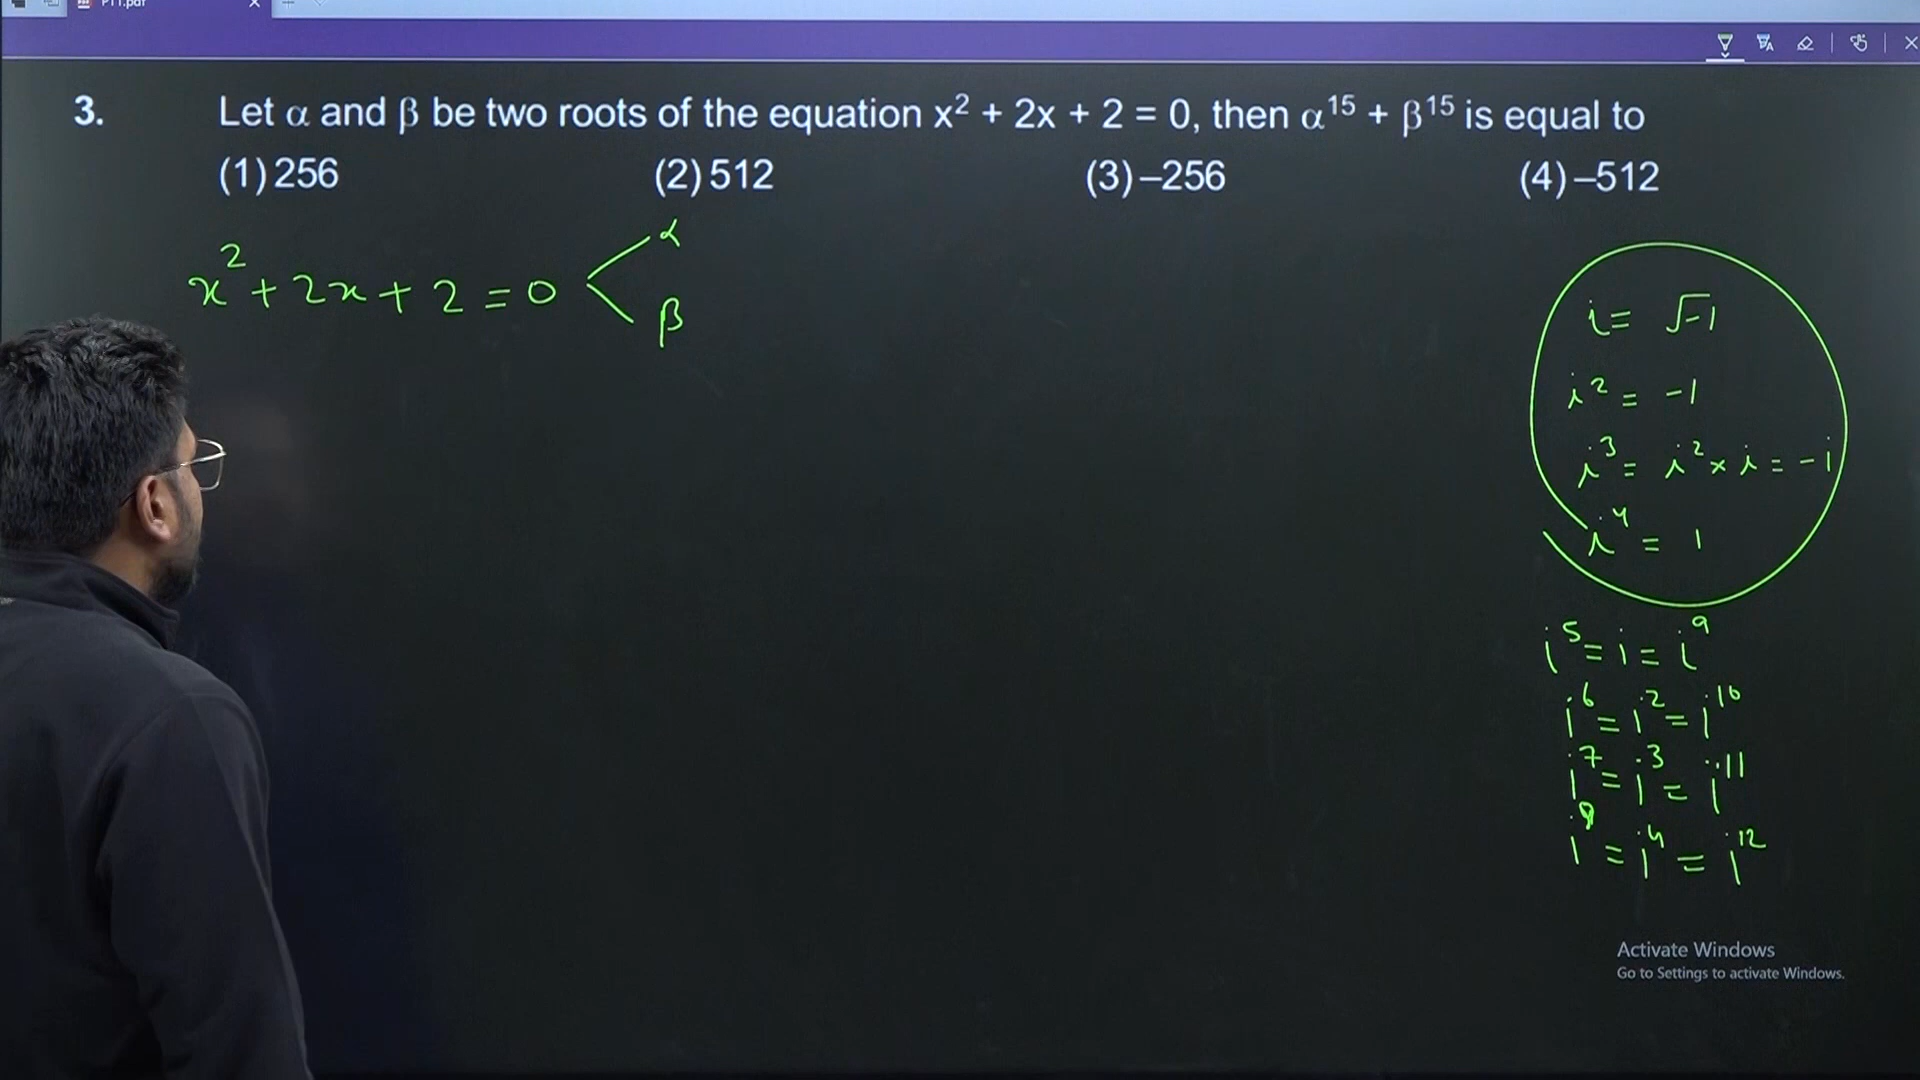 PT1.pdf
3. Let α and β be two roots of the equation x² + 2x + 2 = 0, then α¹⁵ + β¹⁵ is equal to
(1) 256 (2) 512 (3) –256 (4) –512
x² + 2x + 2 = 0 < α
β
i = √-1
i² = -1
i³ = i² × i = -i
i⁴ = 1
i⁵ = i = i⁹
i⁶ = i² = i¹⁰
i⁷ = i³ = i¹¹
i⁸ = i⁴ = i¹²
Activate Windows
Go to Settings to activate Windows.